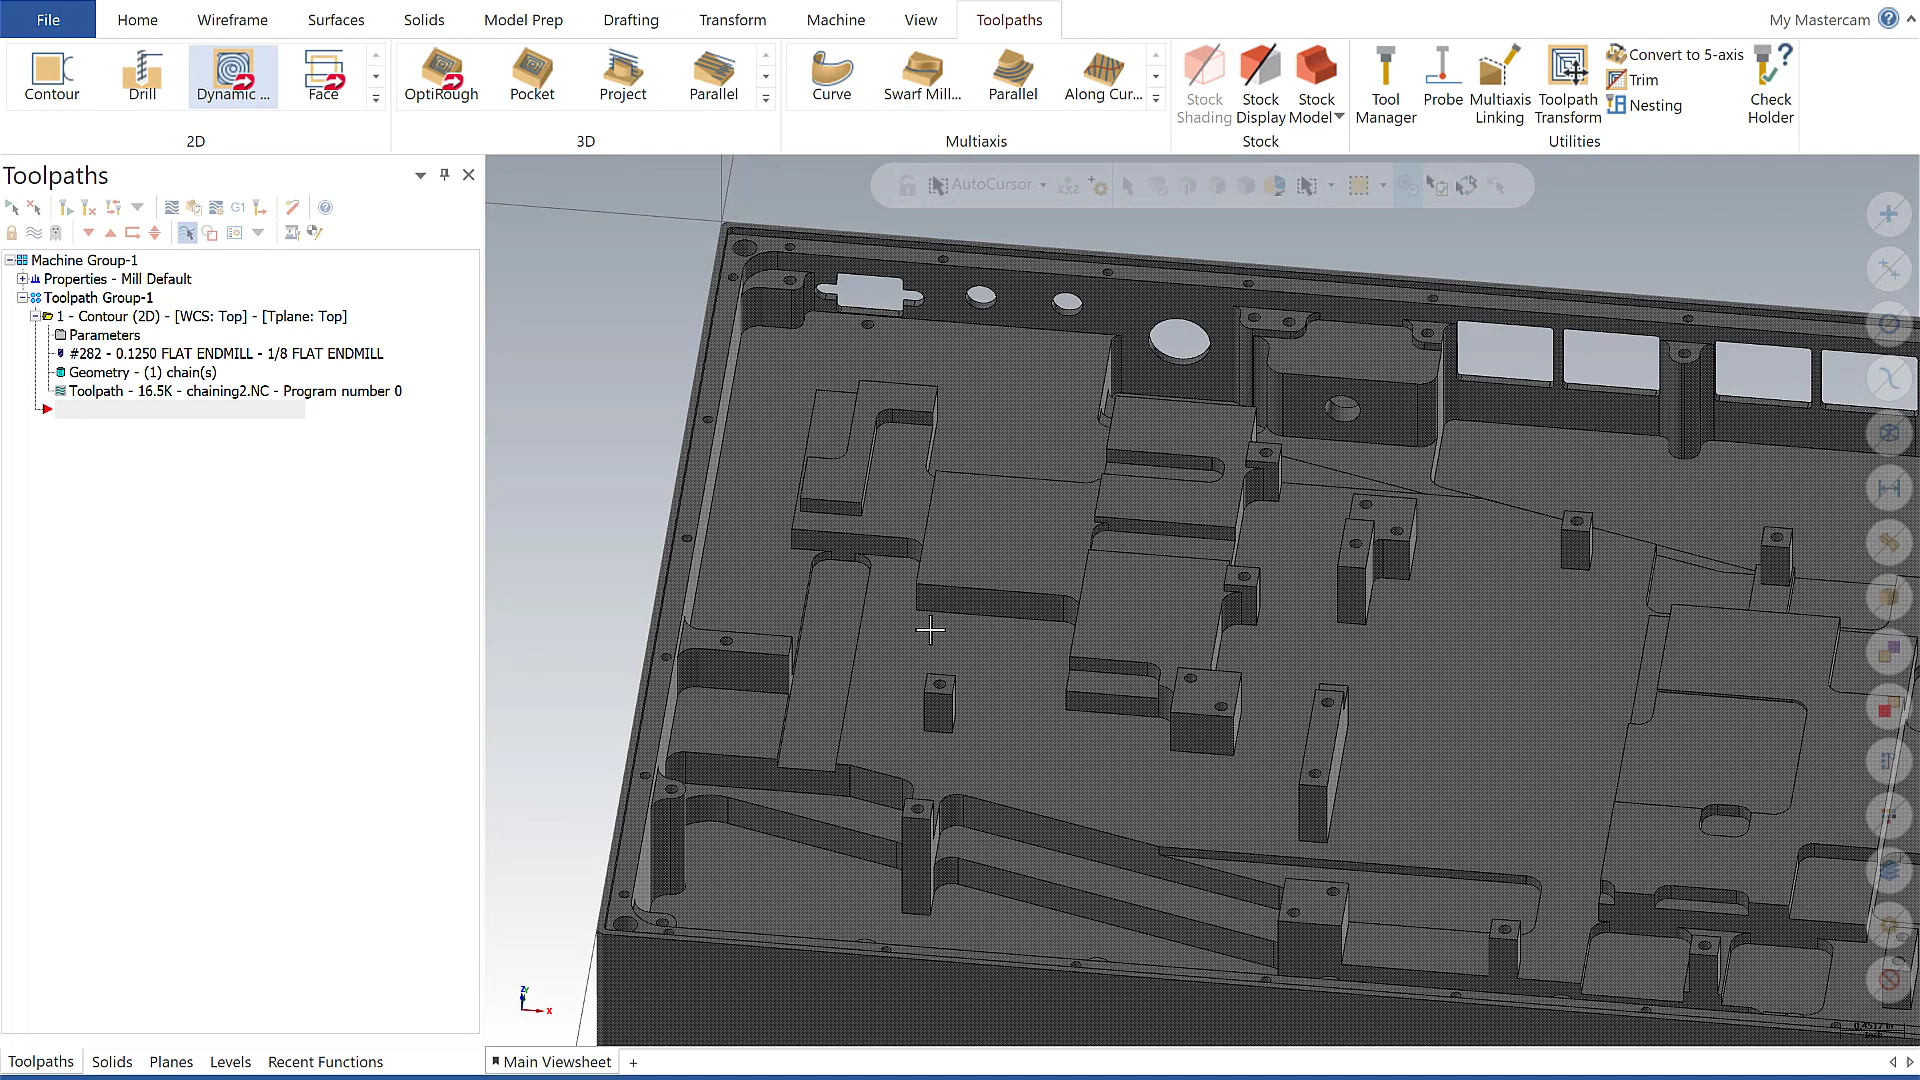 File Home Wireframe Surfaces Solids Model Prep Drafting Transform Machine View Toolpaths My Mastercam
Contour Drill Dynamic ... Face
2D
OptiRough Pocket Project Parallel
3D
Curve Swarf Mill... Parallel Along Cur...
Multiaxis
Stock Shading Stock Display Stock Model
Stock
Tool Manager Probe Multiaxis Linking Toolpath Transform
Convert to 5-axis
Trim
Nesting
Check Holder
Utilities
Toolpaths
G1
AutoCursor
Machine Group-1
Properties - Mill Default
Toolpath Group-1
1 - Contour (2D) - [WCS: Top] - [Tplane: Top]
Parameters
#282 - 0.1250 FLAT ENDMILL - 1/8 FLAT ENDMILL
Geometry - (1) chain(s)
Toolpath - 16.5K - chaining2.NC - Program number 0
X
Toolpaths Solids Planes Levels Recent Functions
Main Viewsheet +